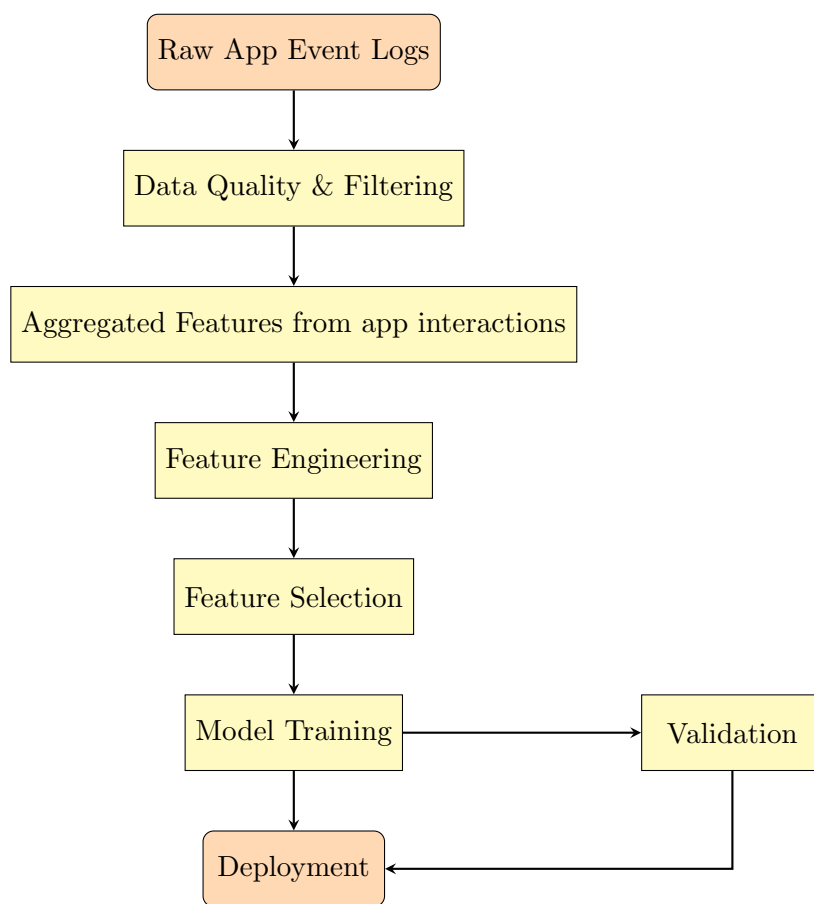 Raw App Event Logs
Data Quality & Filtering
Aggregated Features from app interactions
Feature Engineering
Feature Selection
Model Training
Validation
Deployment